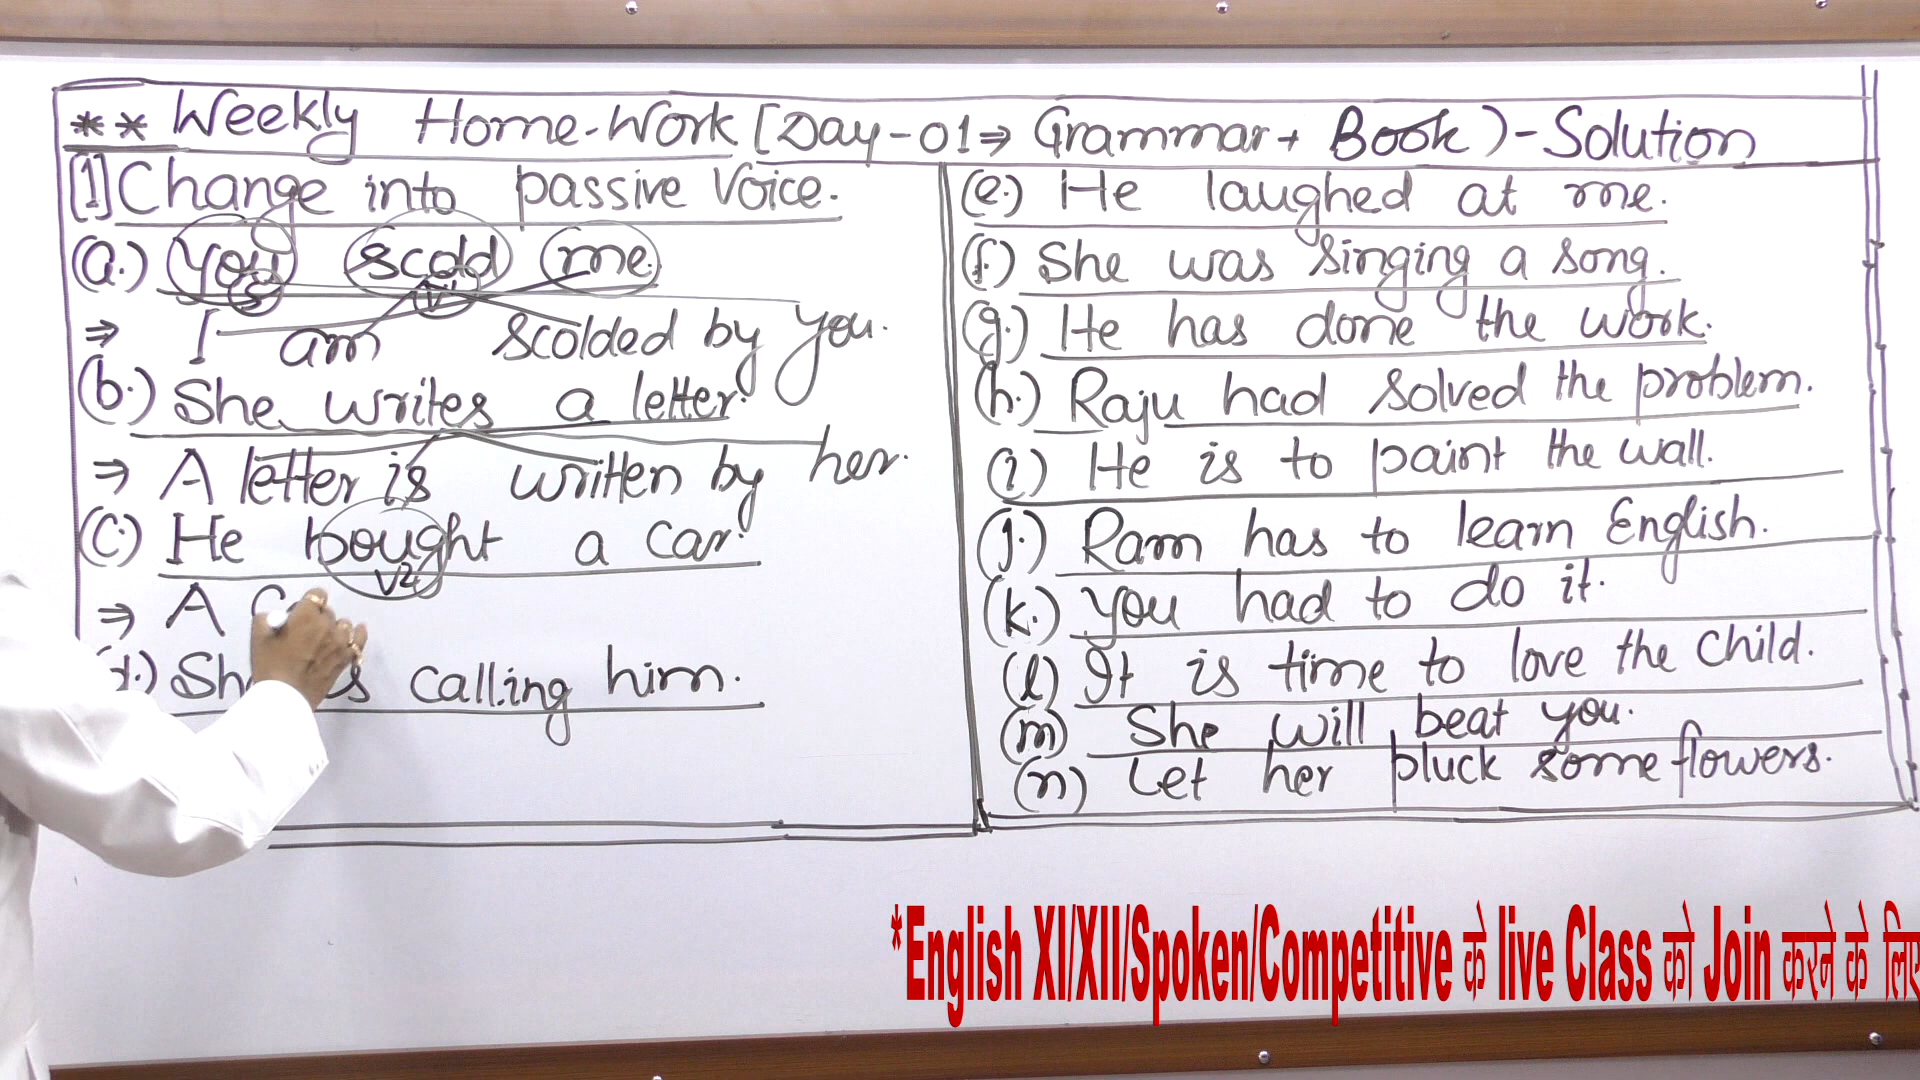 ** Weekly Home-Work [Day-01⇒ Grammar+ Book)-Solution
[1] Change into passive Voice.
(a.) You scold me.
S V1
⇒ I am scolded by you.
(b.) She writes a letter.
⇒ A letter is written by her.
(C.) He bought a car.
V2
⇒ A
calling him.
(e.) He laughed at me.
(f.) She was singing a song.
(g.) He has done the work.
(h.) Raju had solved the problem.
(i) He is to paint the wall.
(j.) Ram has to learn English.
(k.) You had to do it.
(l) It is time to love the child.
(m) She will beat you.
(n) Let her pluck some flowers.
*English XI/XII/Spoken/Competitive के live Class को Join करने के लिए